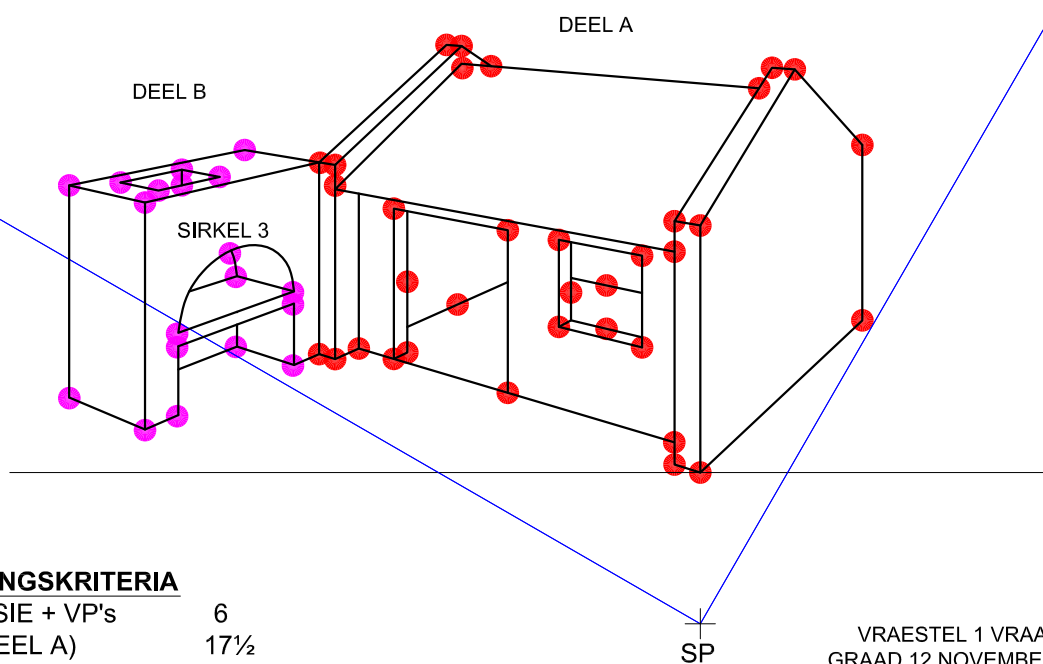 DEEL A
DEEL B
SIRKEL 3
NGSKRITERIA
SIE + VP's 6
EEL A) 17½
SP
VRAESTEL 1 VRAA
GRAAD 12 NOVEMBE